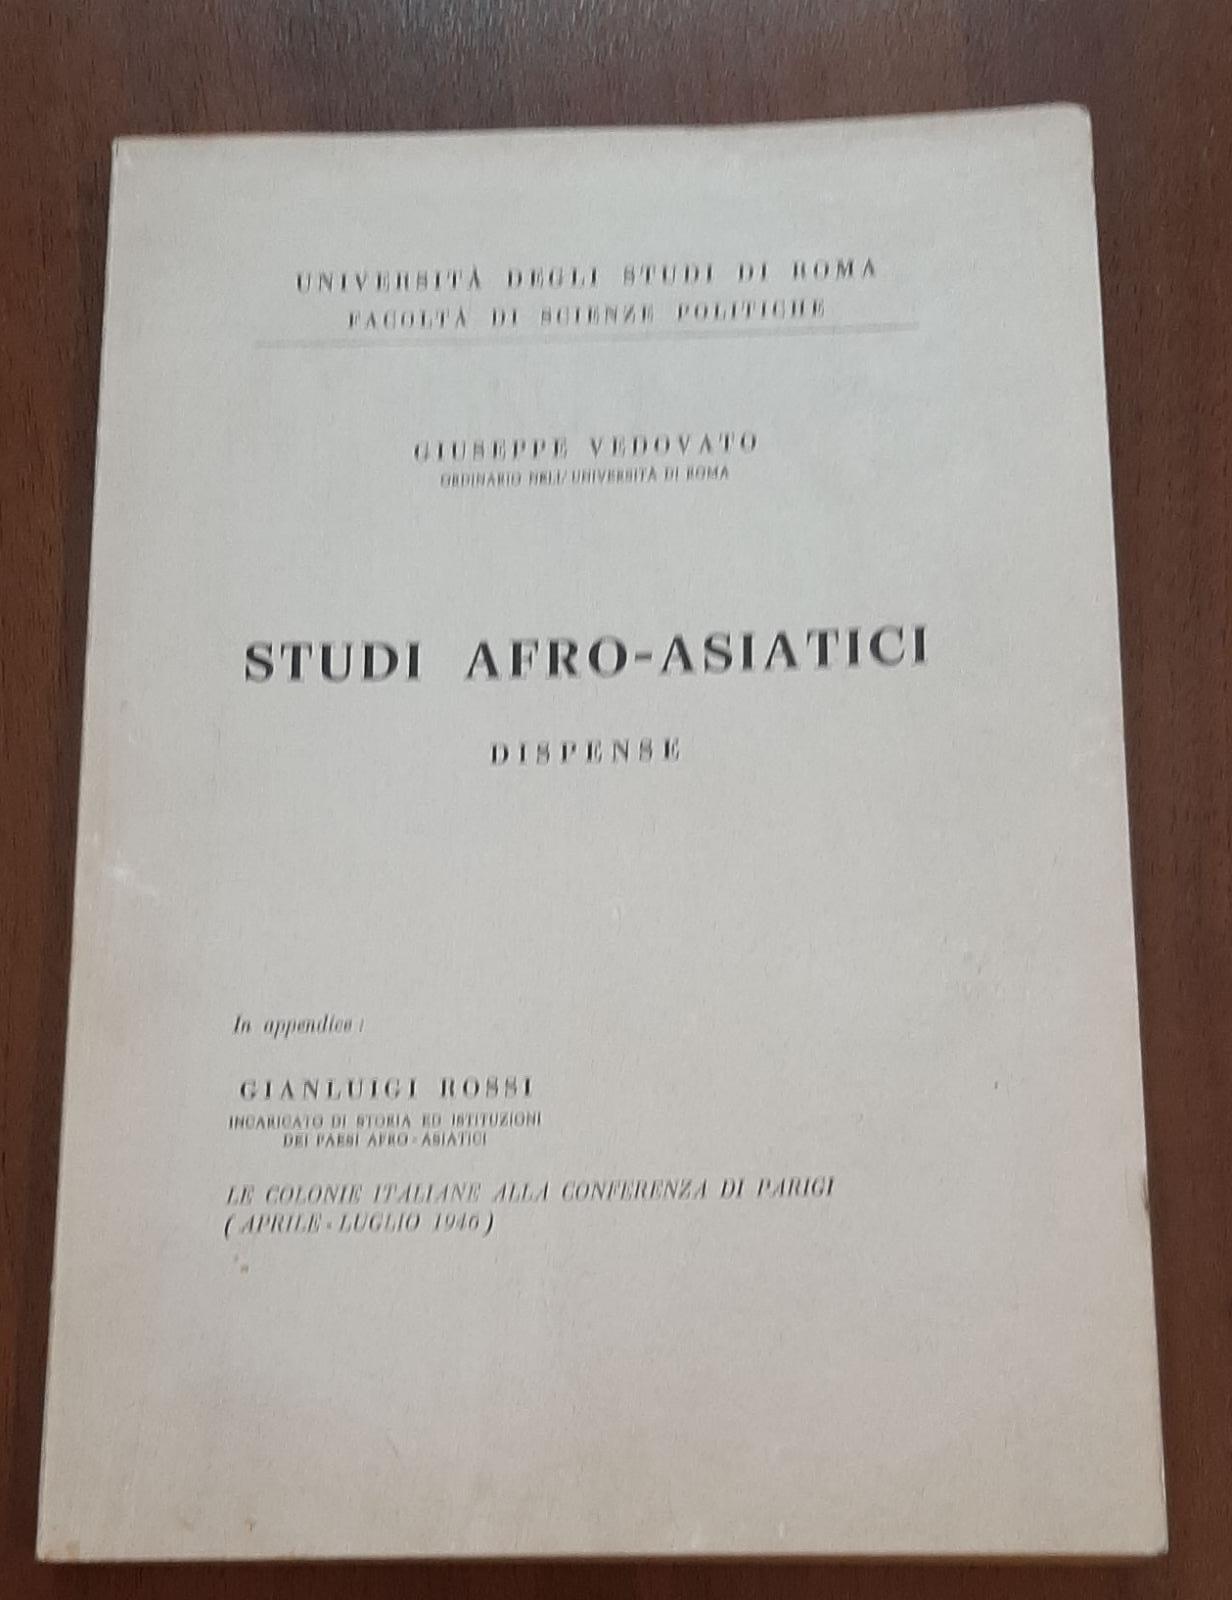 UNIVERSITÀ DEGLI STUDI DI ROMA
FACOLTÀ DI SCIENZE POLITICHE
GIUSEPPE VEDOVATO
ORDINARIO NELL'UNIVERSITÀ DI ROMA
STUDI AFRO-ASIATICI
DISPENSE
In appendice:
GIANLUIGI ROSSI
INCARICATO DI STORIA ED ISTITUZIONI
DEI PAESI AFRO-ASIATICI
LE COLONIE ITALIANE ALLA CONFERENZA DI PARIGI
(APRILE-LUGLIO 1946)